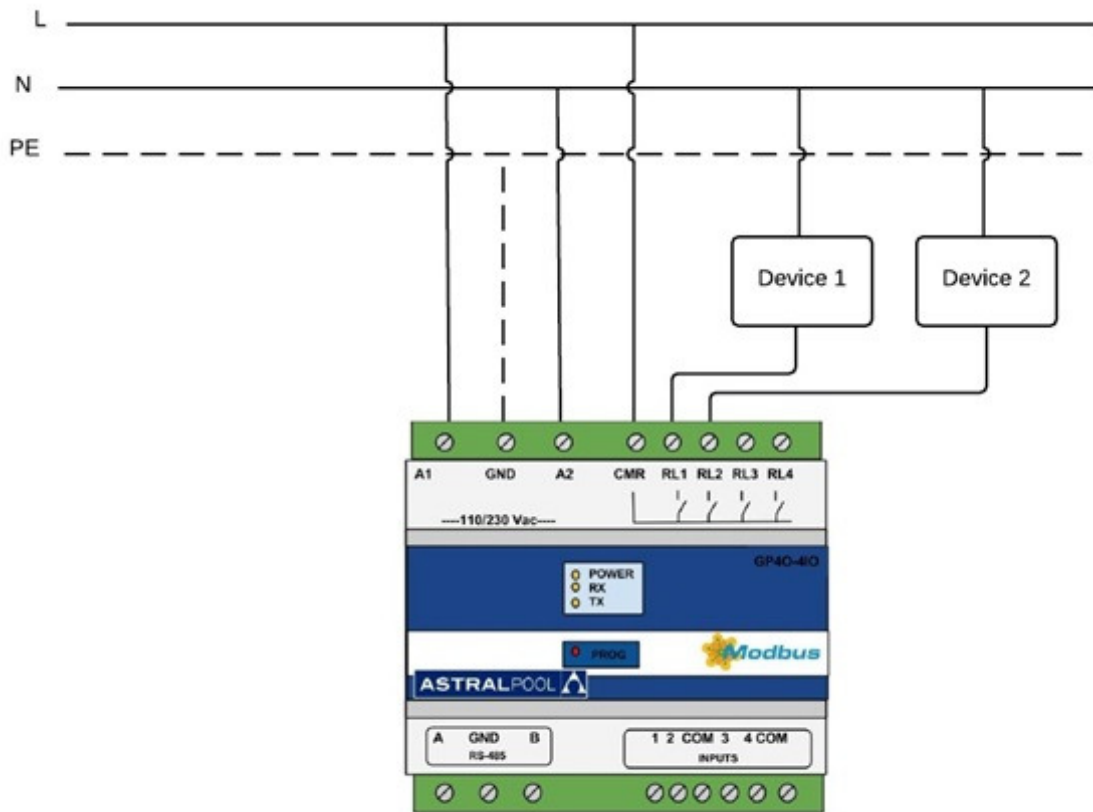 L
N
PE
Device 1
Device 2
A1 GND A2 CMR RL1 RL2 RL3 RL4
----110/230 Vac----
GP4O-4IO
POWER
RX
TX
PROG
Modbus
ASTRALPOOL
A GND B
RS-485
1 2 COM 3 4 COM
INPUTS